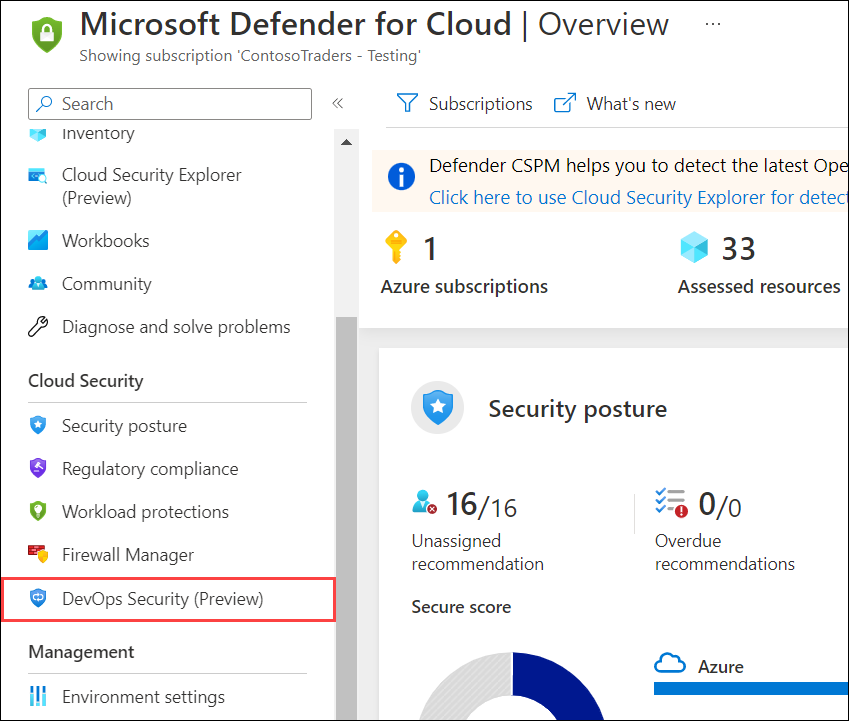 Microsoft Defender for Cloud | Overview ...
Showing subscription 'ContosoTraders - Testing'
Search «
Subscriptions What's new
Inventory
Cloud Security Explorer
(Preview)
Workbooks
Community
Diagnose and solve problems
Cloud Security
Security posture
Regulatory compliance
Workload protections
Firewall Manager
DevOps Security (Preview)
Management
Environment settings
Defender CSPM helps you to detect the latest Ope
Click here to use Cloud Security Explorer for detect
1
Azure subscriptions
33
Assessed resources
Security posture
16/16
Unassigned
recommendation
0/0
Overdue
recommendations
Secure score
Azure